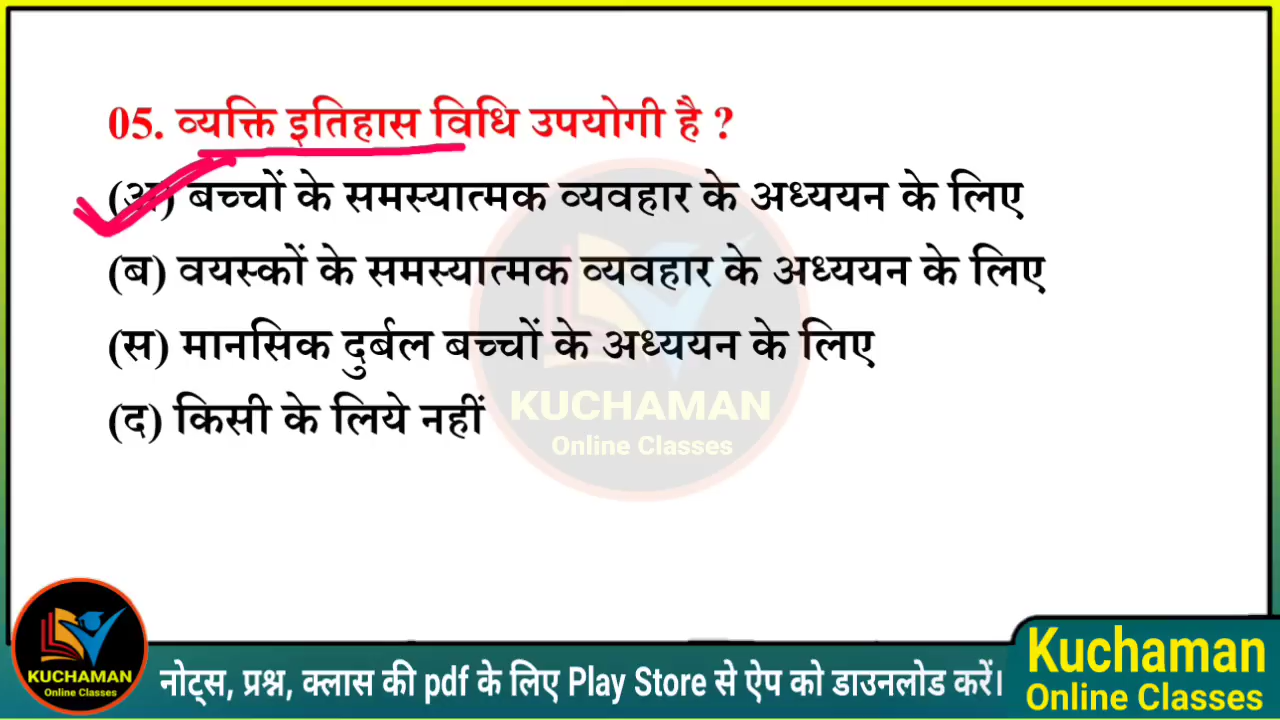 05. व्यक्ति इतिहास विधि उपयोगी है ?
(अ) बच्चों के समस्यात्मक व्यवहार के अध्ययन के लिए
(ब) वयस्कों के समस्यात्मक व्यवहार के अध्ययन के लिए
(स) मानसिक दुर्बल बच्चों के अध्ययन के लिए
(द) किसी के लिये नहीं
KUCHAMAN
Online Classes
KUCHAMAN
Online Classes
नोट्स, प्रश्न, क्लास की pdf के लिए Play Store से ऐप को डाउनलोड करें।
Kuchaman
Online Classes